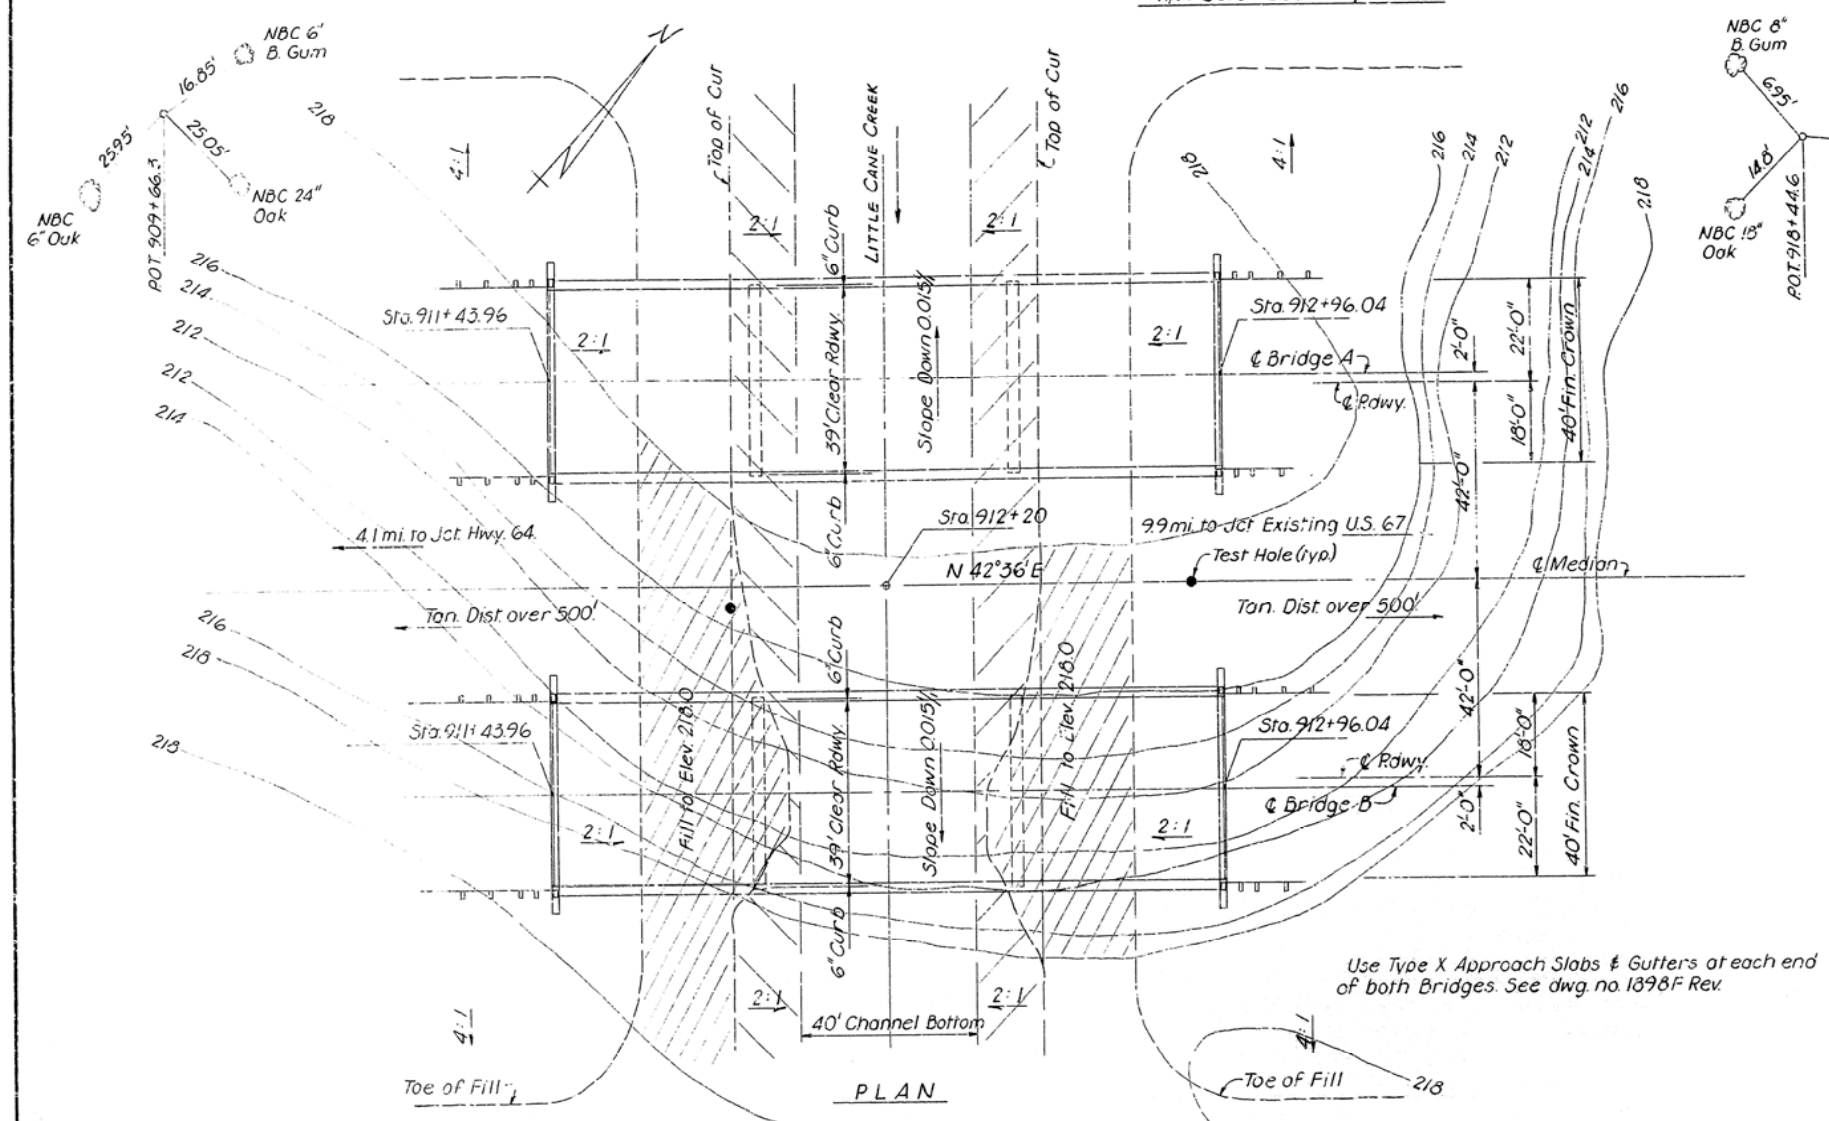 NBC 6"
B. Gum
16.85'
25.95'
25.05'
NBC
6" Oak
NBC 24"
Oak
P.O.T. 909+66.3
N
218
4:1
Top of Cut
LITTLE CANE CREEK
Top of Cut
218
4:1
216
214
212
212
214
216
218
NBC 8"
B. Gum
6.95'
14.8'
NBC 18"
Oak
P.O.T. 918+44.6
2:1
2:1
6" Curb
216
214
212
212
214
Sta. 911+43.96
2:1
39' Clear Rdwy.
Slope Down 0.015'/'
2:1
Sta. 912+96.04
¢ Bridge A
¢ Rdwy.
2'-0"
22'-0"
18'-0"
40' Fin. Crown
42'-0"
6" Curb
4.1 mi. to Jct. Hwy. 64.
Sta. 912+20
9.9 mi. to Jct. Existing U.S. 67
Test Hole (typ.)
N 42°36' E
¢ Median
Tan. Dist. over 500'.
Tan. Dist. over 500'.
216
218
218
6" Curb
42'-0"
Fill to Elev. 218.0
Fill to Elev. 218.0
Sta. 911+43.96
2:1
39' Clear Rdwy.
Slope Down 0.015'/'
2:1
Sta. 912+96.04
¢ Rdwy.
¢ Bridge B
18'-0"
2'-0"
22'-0"
40' Fin. Crown
6" Curb
Use Type X Approach Slabs & Gutters at each end
of both Bridges. See dwg. no. 1898F Rev.
2:1
2:1
40' Channel Bottom
4:1
4:1
Toe of Fill
Toe of Fill
218
PLAN